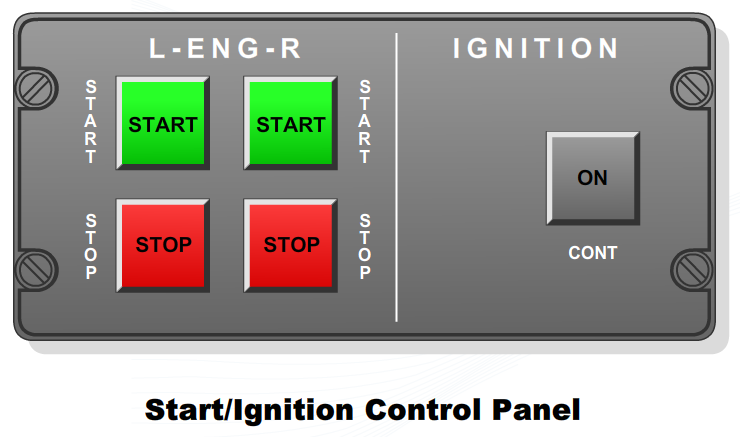 L-ENG-R
IGNITION
START
START
START
START
STOP
STOP
STOP
STOP
ON
CONT
Start/Ignition Control Panel